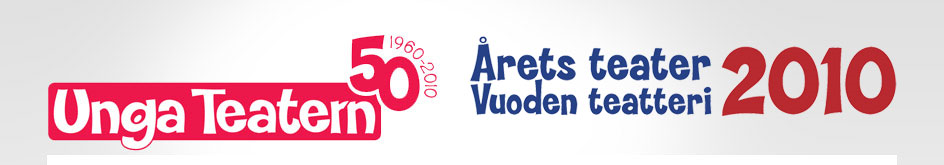 Unga Teatern
50
1960-2010
Årets teater
Vuoden teatteri
2010